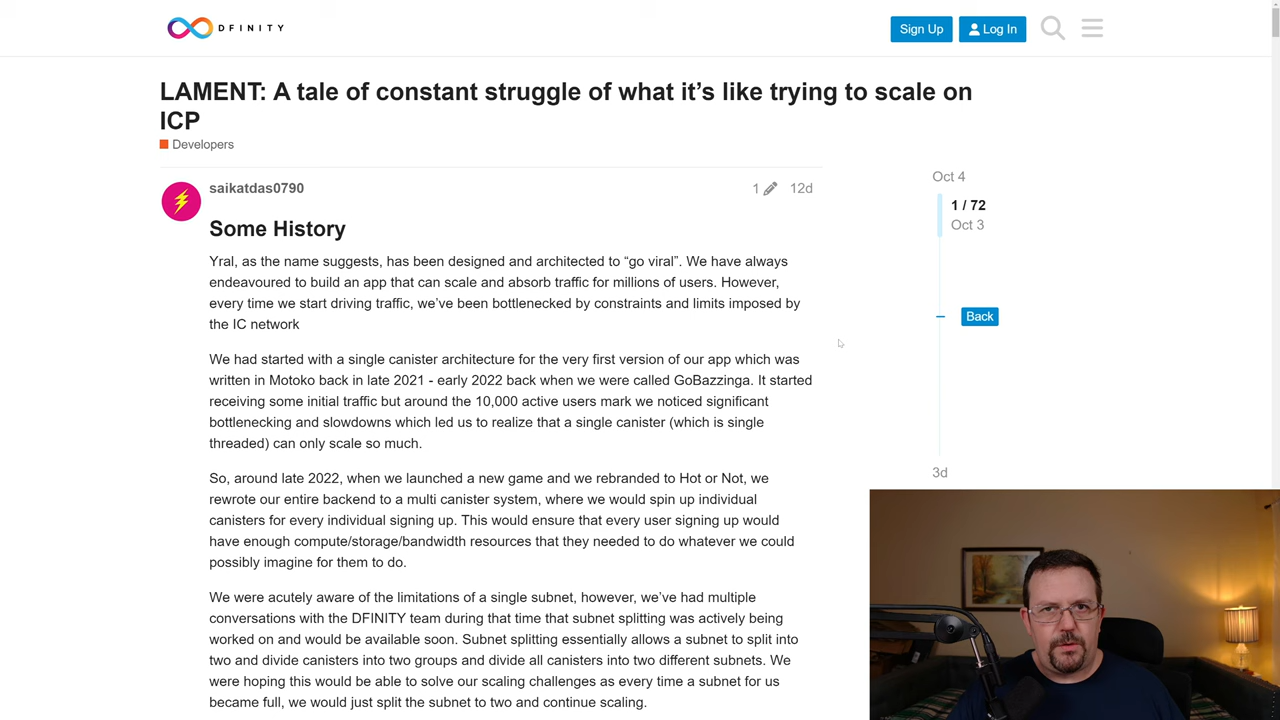 DFINITY
Sign Up
Log In
LAMENT: A tale of constant struggle of what it’s like trying to scale on
ICP
Developers
saikatdas0790
1
12d
Some History
Yral, as the name suggests, has been designed and architected to “go viral”. We have always
endeavoured to build an app that can scale and absorb traffic for millions of users. However,
every time we start driving traffic, we’ve been bottlenecked by constraints and limits imposed by
the IC network
We had started with a single canister architecture for the very first version of our app which was
written in Motoko back in late 2021 - early 2022 back when we were called GoBazzinga. It started
receiving some initial traffic but around the 10,000 active users mark we noticed significant
bottlenecking and slowdowns which led us to realize that a single canister (which is single
threaded) can only scale so much.
So, around late 2022, when we launched a new game and we rebranded to Hot or Not, we
rewrote our entire backend to a multi canister system, where we would spin up individual
canisters for every individual signing up. This would ensure that every user signing up would
have enough compute/storage/bandwidth resources that they needed to do whatever we could
possibly imagine for them to do.
We were acutely aware of the limitations of a single subnet, however, we’ve had multiple
conversations with the DFINITY team during that time that subnet splitting was actively being
worked on and would be available soon. Subnet splitting essentially allows a subnet to split into
two and divide canisters into two groups and divide all canisters into two different subnets. We
were hoping this would be able to solve our scaling challenges as every time a subnet for us
became full, we would just split the subnet to two and continue scaling.
Oct 4
1 / 72
Oct 3
Back
3d